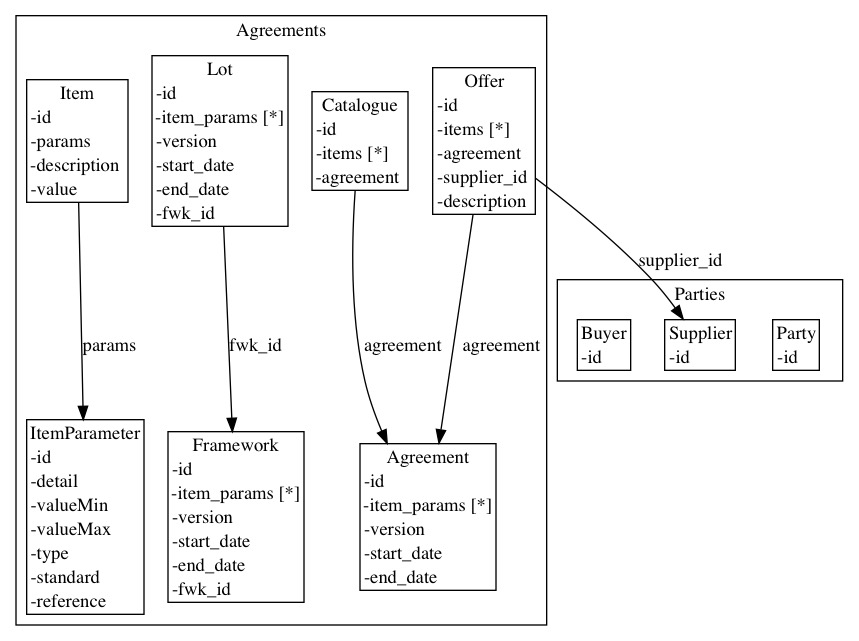 Agreements
Item
-id
-params
-description
-value
Lot
-id
-item_params [*]
-version
-start_date
-end_date
-fwk_id
Catalogue
-id
-items [*]
-agreement
Offer
-id
-items [*]
-agreement
-supplier_id
-description
supplier_id
Parties
Buyer
-id
Supplier
-id
Party
-id
params
fwk_id
agreement
agreement
ItemParameter
-id
-detail
-valueMin
-valueMax
-type
-standard
-reference
Framework
-id
-item_params [*]
-version
-start_date
-end_date
-fwk_id
Agreement
-id
-item_params [*]
-version
-start_date
-end_date